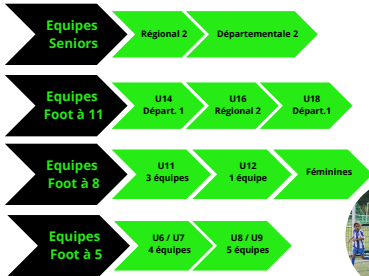 Equipes
Seniors
Régional 2
Départementale 2
Equipes
Foot à 11
U14
Départ. 1
U16
Régional 2
U18
Départ.1
Equipes
Foot à 8
U11
3 équipes
U12
1 équipe
Féminines
Equipes
Foot à 5
U6 / U7
4 équipes
U8 / U9
5 équipes